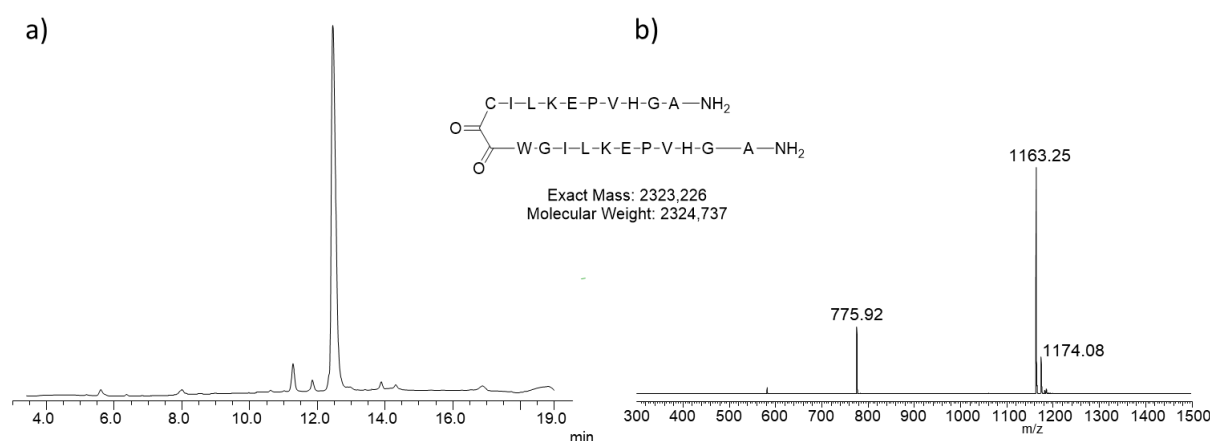 a)
b)
C-I-L-K-E-P-V-H-G-A-NH2
O
W-G-I-L-K-E-P-V-H-G-A-NH2
O
Exact Mass: 2323,226
Molecular Weight: 2324,737
1163.25
775.92
1174.08
4.0 6.0 8.0 10.0 12.0 14.0 16.0 19.0
min
300 400 500 600 700 800 900 1000 1100 1200 1300 1400 1500
m/z